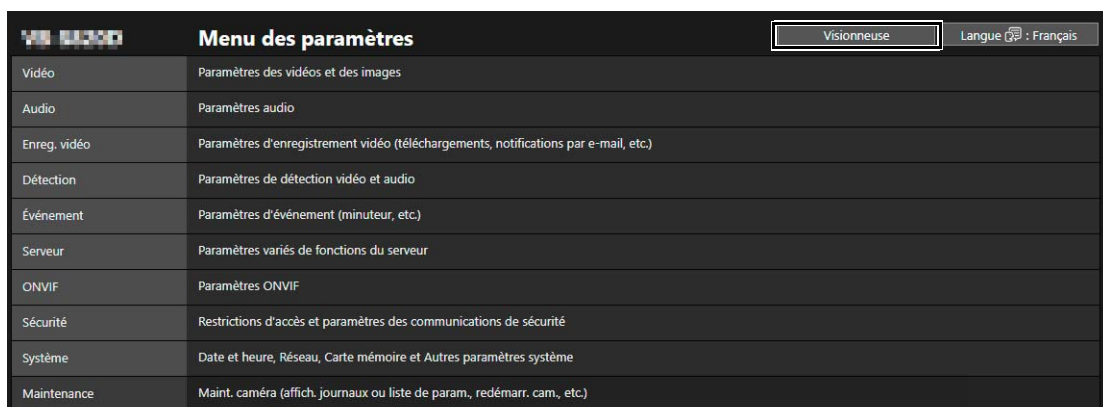 Menu des paramètres
Visionneuse
Langue : Français
Vidéo Paramètres des vidéos et des images
Audio Paramètres audio
Enreg. vidéo Paramètres d'enregistrement vidéo (téléchargements, notifications par e-mail, etc.)
Détection Paramètres de détection vidéo et audio
Événement Paramètres d'événement (minuteur, etc.)
Serveur Paramètres variés de fonctions du serveur
ONVIF Paramètres ONVIF
Sécurité Restrictions d'accès et paramètres des communications de sécurité
Système Date et heure, Réseau, Carte mémoire et Autres paramètres système
Maintenance Maint. caméra (affich. journaux ou liste de param., redémarr. cam., etc.)